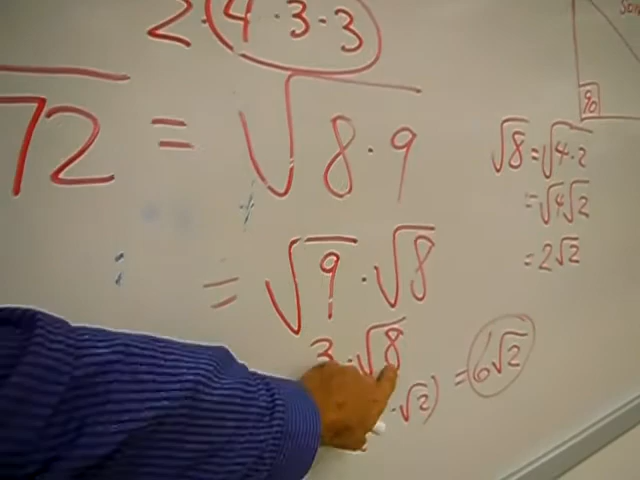 2·(4·3·3
72 = √8·9
= √9 · √8
3 · √8
· √2) = 6√2
90
√8 = √4·2
= √4 √2
= 2√2